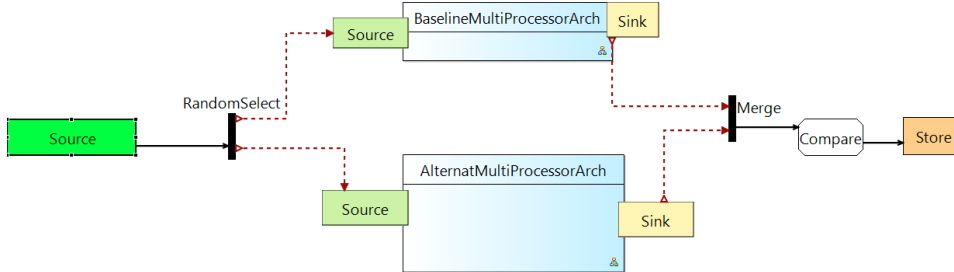 BaselineMultiProcessorArch
Sink
Source
RandomSelect
Merge
Source
Compare
Store
AlternatMultiProcessorArch
Source
Sink